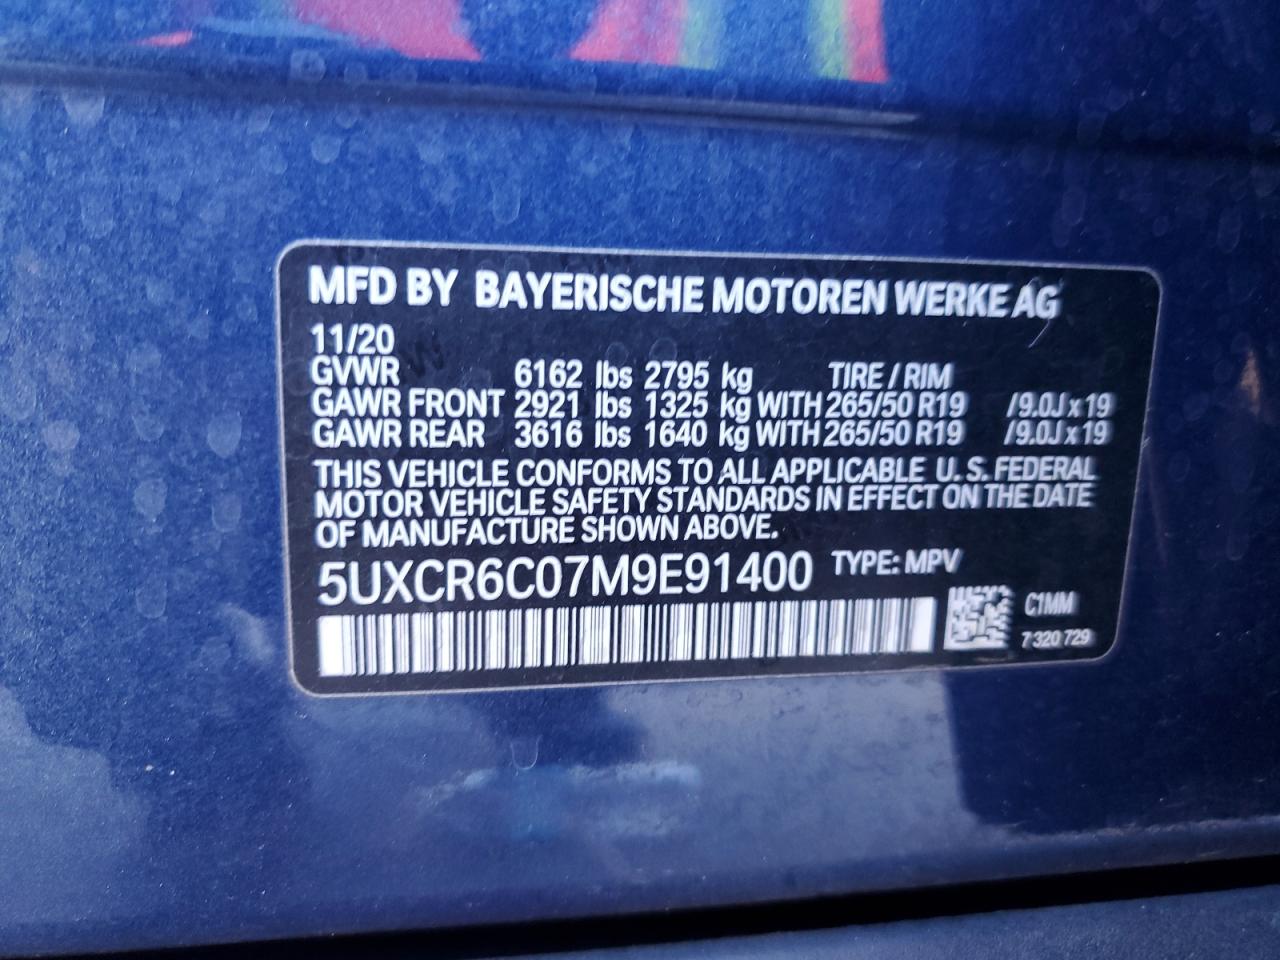 MFD BY BAYERISCHE MOTOREN WERKE AG
11/20
GVWR 6162 lbs 2795 kg TIRE / RIM
GAWR FRONT 2921 lbs 1325 kg WITH 265/50 R19 /9.0J x 19
GAWR REAR 3616 lbs 1640 kg WITH 265/50 R19 /9.0J x 19
THIS VEHICLE CONFORMS TO ALL APPLICABLE U. S. FEDERAL
MOTOR VEHICLE SAFETY STANDARDS IN EFFECT ON THE DATE
OF MANUFACTURE SHOWN ABOVE.
5UXCR6C07M9E91400 TYPE: MPV
C1MM
7 320 729